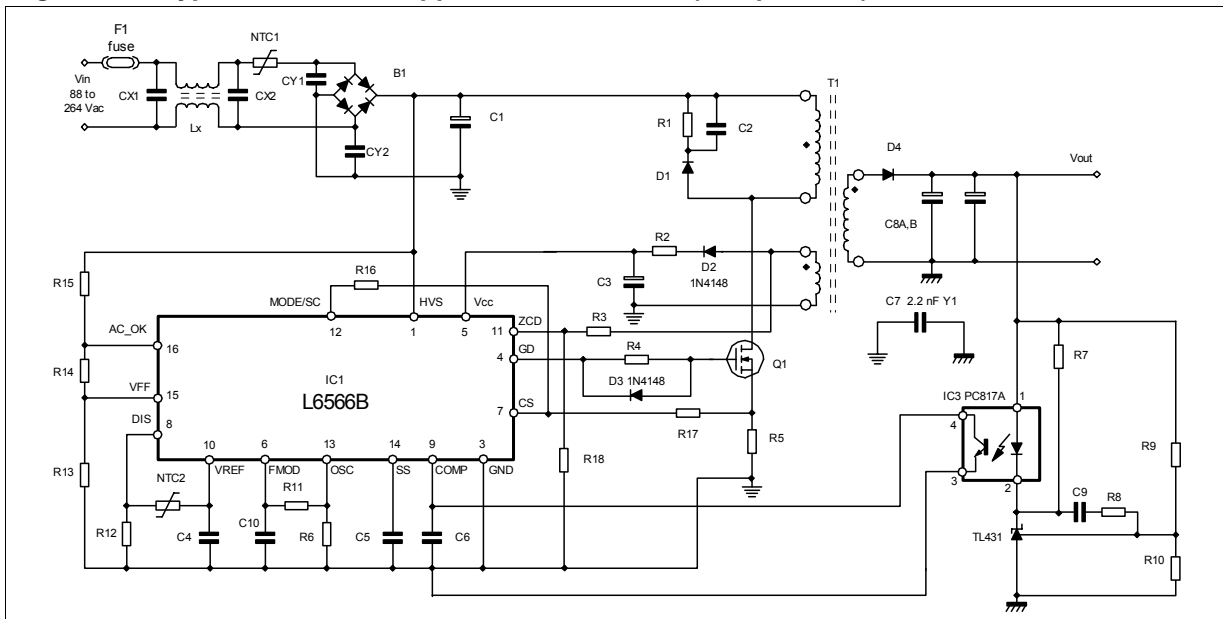 F1
fuse
NTC1
B1
T1
Vin
88 to
264 Vac
CX1
CX2
CY1
Lx
CY2
C1
R1
C2
D1
D4
Vout
C8A,B
R2
D2
1N4148
C3
C7 2.2 nF Y1
R15
R16
MODE/SC
HVS
Vcc
12
1
5
11
ZCD
R3
AC_OK
16
4
GD
R4
Q1
R7
R14
IC1
D3 1N4148
VFF
15
L6566B
IC3 PC817A
1
DIS
8
7
CS
R17
R5
4
R9
10
6
13
14
9
3
R13
VREF
FMOD
OSC
SS
COMP
GND
R18
3
2
NTC2
R11
C9
R8
R12
C4
C10
R6
C5
C6
TL431
R10